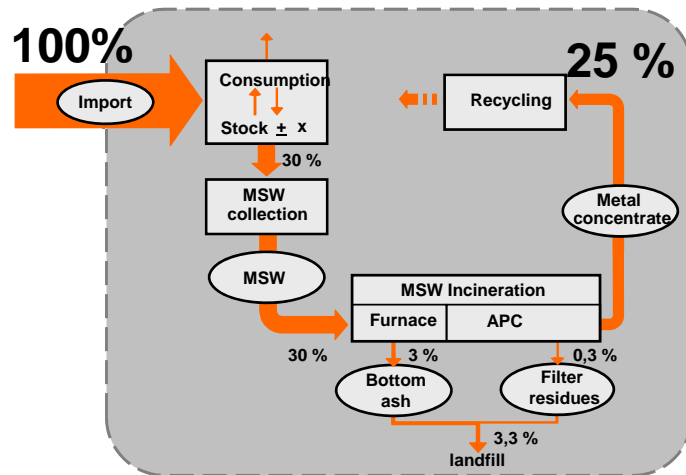 100%
25 %
Import
Consumption
Stock ± x
Recycling
30 %
MSW
collection
Metal
concentrate
MSW
MSW Incineration
Furnace
APC
30 %
3 %
0,3 %
Bottom
ash
Filter
residues
3,3 %
landfill